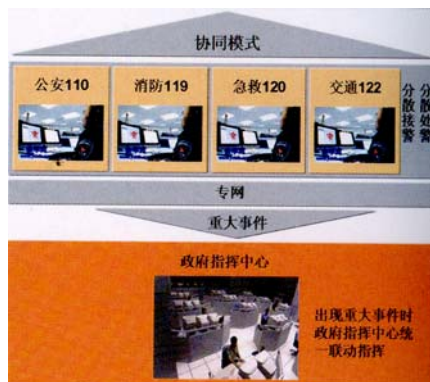 协同模式
公安110 消防119 急救120 交通122
分散接警
分散处警
专网
重大事件
政府指挥中心
出现重大事件时
政府指挥中心统
一联动指挥